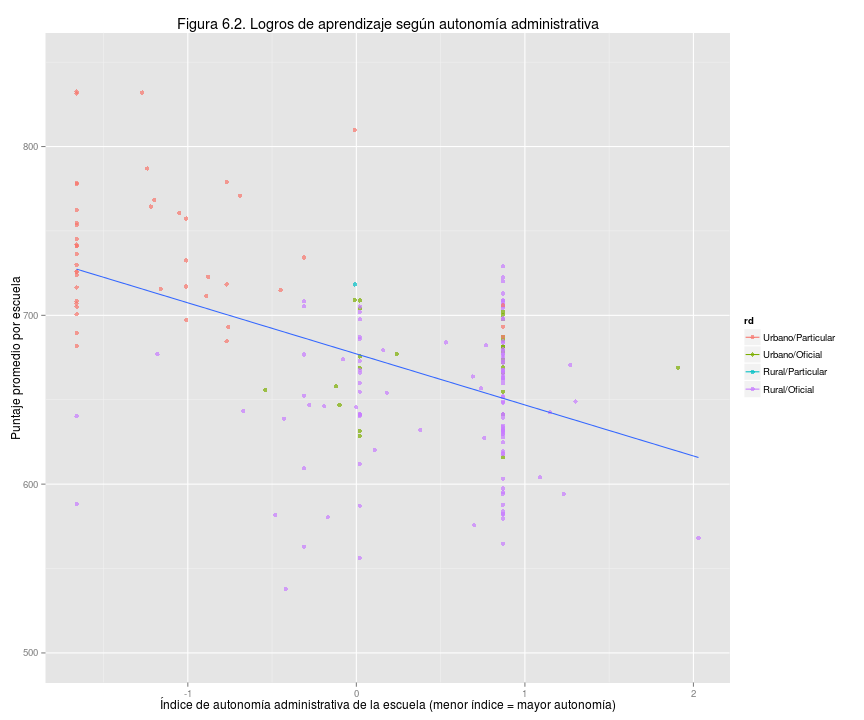 Figura 6.2. Logros de aprendizaje según autonomía administrativa
Puntaje promedio por escuela
800
700
600
500
-1
0
1
2
Índice de autonomía administrativa de la escuela (menor índice = mayor autonomía)
rd
Urbano/Particular
Urbano/Oficial
Rural/Particular
Rural/Oficial